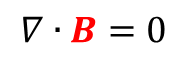 ∇ · B = 0